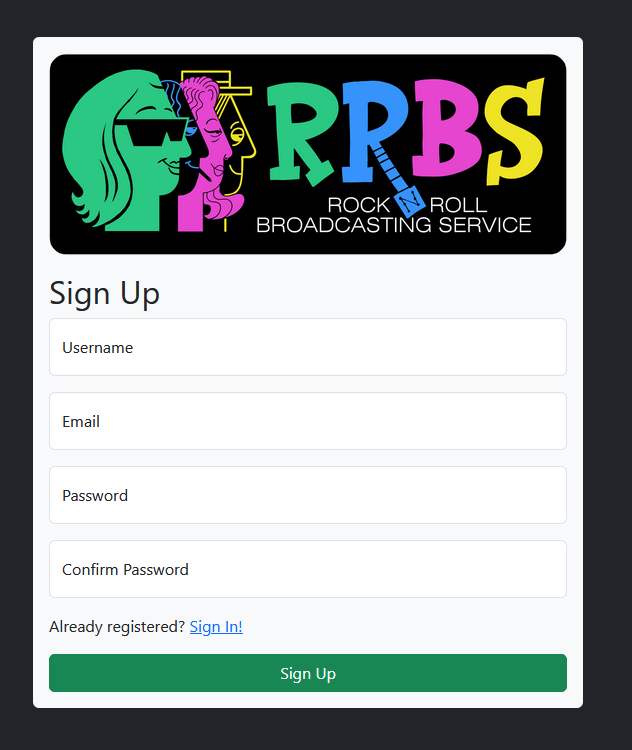 RRBS
ROCK N ROLL
BROADCASTING SERVICE
Sign Up
Username
Email
Password
Confirm Password
Already registered? Sign In!
Sign Up